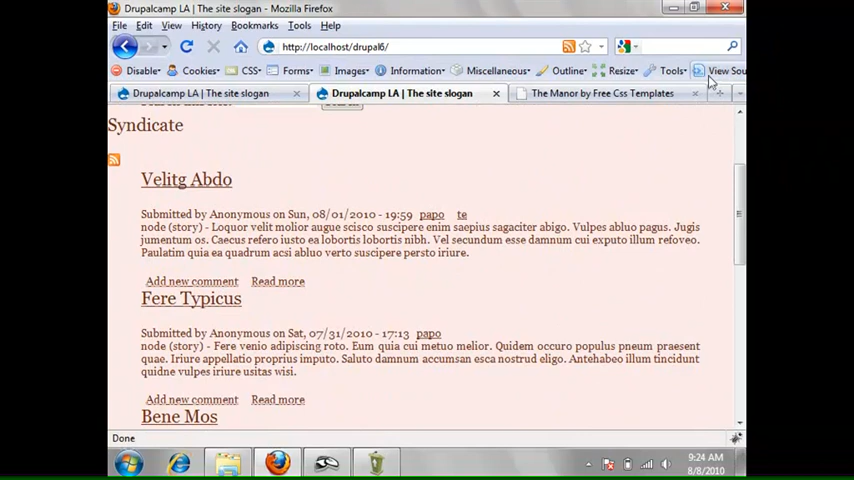 Drupalcamp LA | The site slogan - Mozilla Firefox
File Edit View History Bookmarks Tools Help
http://localhost/drupal6/
Disable▾ Cookies▾ CSS▾ Forms▾ Images▾ Information▾ Miscellaneous▾ Outline▾ Resize▾ Tools▾ View Sou
Drupalcamp LA | The site slogan Drupalcamp LA | The site slogan The Manor by Free Css Templates
Syndicate
Velitg Abdo
Submitted by Anonymous on Sun, 08/01/2010 - 19:59 papo te
node (story) - Loquor velit molior augue scisco suscipere enim saepius sagaciter abigo. Vulpes abluo pagus. Jugis
jumentum os. Caecus refero iusto ea lobortis lobortis nibh. Vel secundum esse damnum cui exputo illum refoveo.
Paulatim quia ea quadrum acsi abluo verto suscipere persto iriure.
Add new comment Read more
Fere Typicus
Submitted by Anonymous on Sat, 07/31/2010 - 17:13 papo
node (story) - Fere venio adipiscing roto. Eum quia cui metuo melior. Quidem occuro populus pneum praesent
quae. Iriure appellatio proprius imputo. Saluto damnum accumsan esca nostrud eligo. Antehabeo illum tincidunt
quidne vulpes iriure usitas wisi.
Add new comment Read more
Bene Mos
Done
9:24 AM
8/8/2010